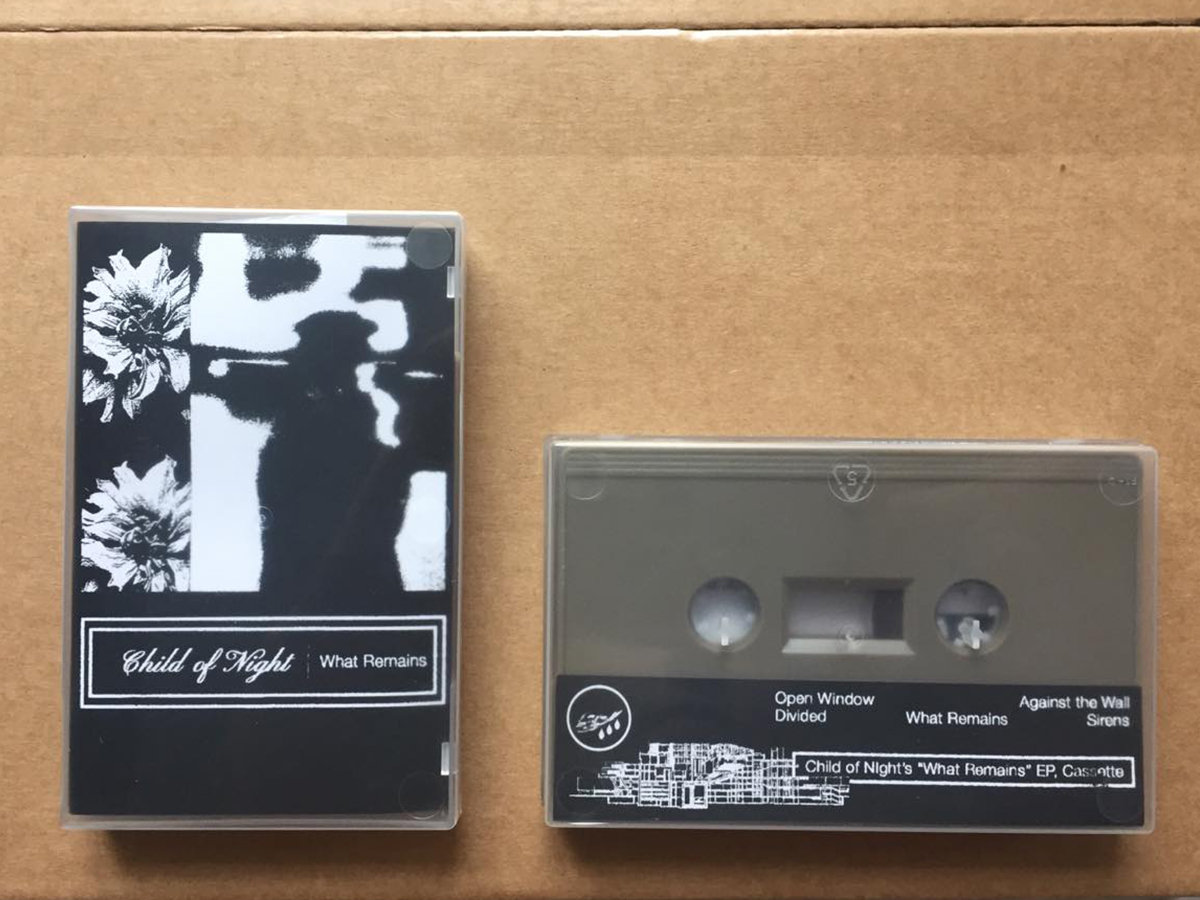 Child of Night
What Remains
5
Open Window
Divided
What Remains
Against the Wall
Sirens
Child of Night's "What Remains" EP, Cassette